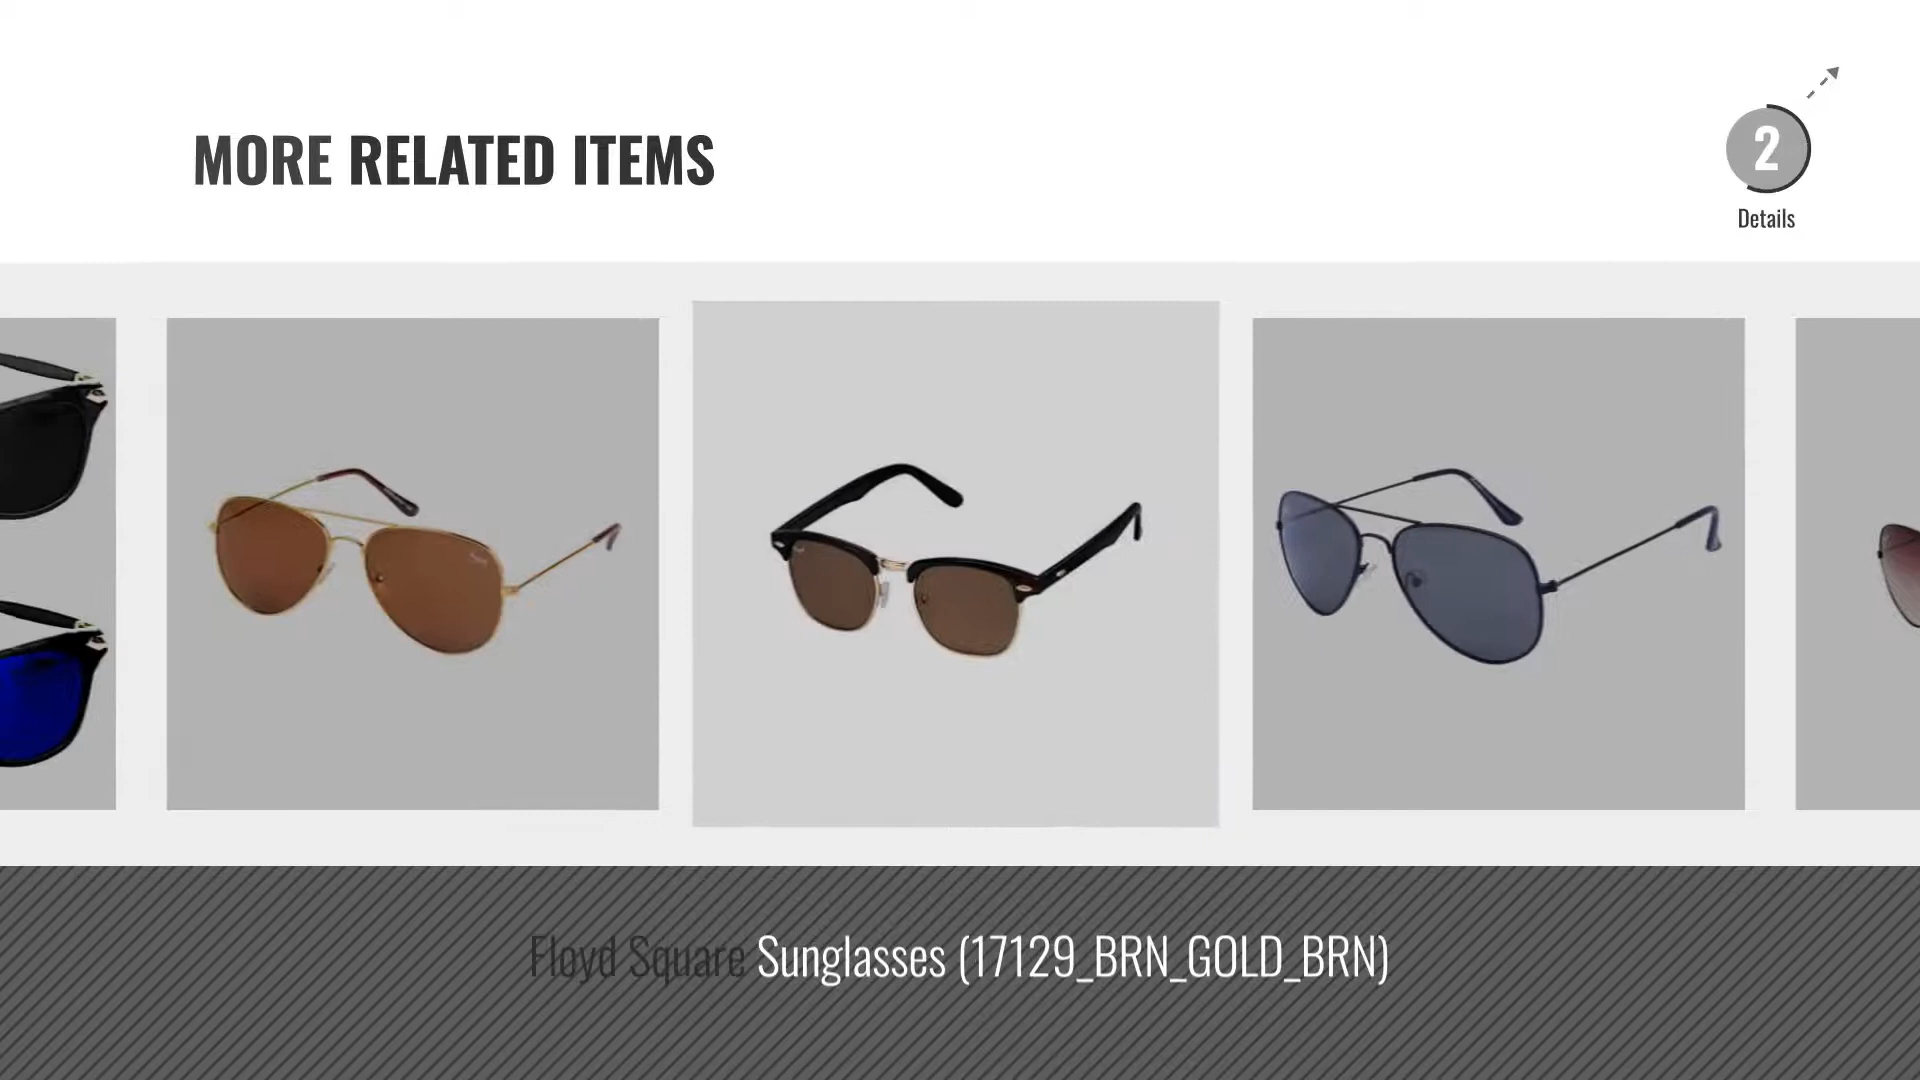 MORE RELATED ITEMS
2
Details
Floyd Square Sunglasses (17129_BRN_GOLD_BRN)